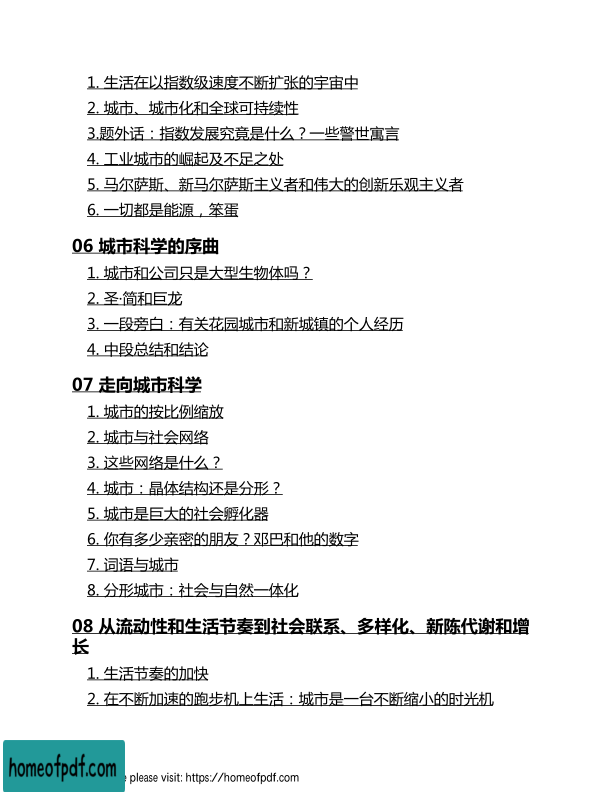 1. 生活在以指数级速度不断扩张的宇宙中
2. 城市、城市化和全球可持续性
3.题外话：指数发展究竟是什么？一些警世寓言
4. 工业城市的崛起及不足之处
5. 马尔萨斯、新马尔萨斯主义者和伟大的创新乐观主义者
6. 一切都是能源，笨蛋
06 城市科学的序曲
1. 城市和公司只是大型生物体吗？
2. 圣·简和巨龙
3. 一段旁白：有关花园城市和新城镇的个人经历
4. 中段总结和结论
07 走向城市科学
1. 城市的按比例缩放
2. 城市与社会网络
3. 这些网络是什么？
4. 城市：晶体结构还是分形？
5. 城市是巨大的社会孵化器
6. 你有多少亲密的朋友？邓巴和他的数字
7. 词语与城市
8. 分形城市：社会与自然一体化
08 从流动性和生活节奏到社会联系、多样化、新陈代谢和增
长
1. 生活节奏的加快
2. 在不断加速的跑步机上生活：城市是一台不断缩小的时光机
homeofpdf.com
e please visit: https://homeofpdf.com